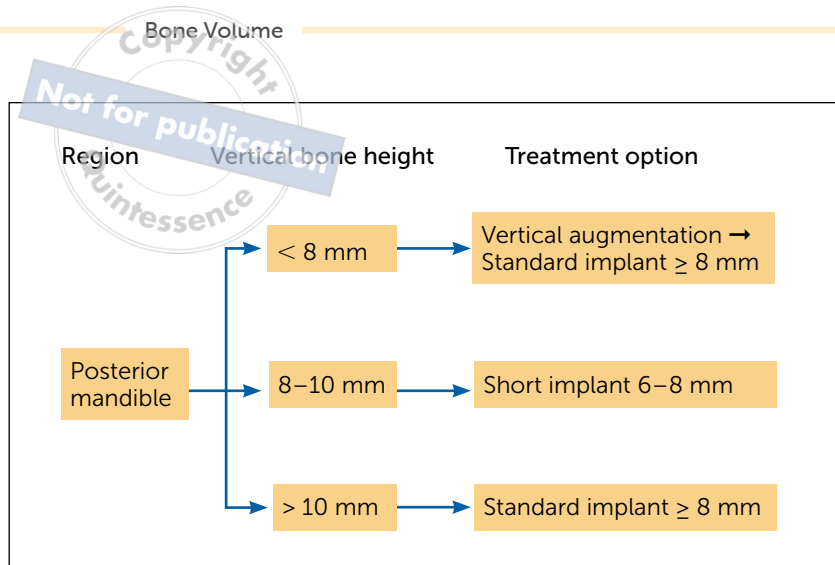 Bone Volume
Copyright
Not for publication
Quintessence
Region Vertical bone height Treatment option
< 8 mm
Vertical augmentation ➞
Standard implant ≥ 8 mm
Posterior
mandible
8–10 mm
Short implant 6–8 mm
> 10 mm
Standard implant ≥ 8 mm